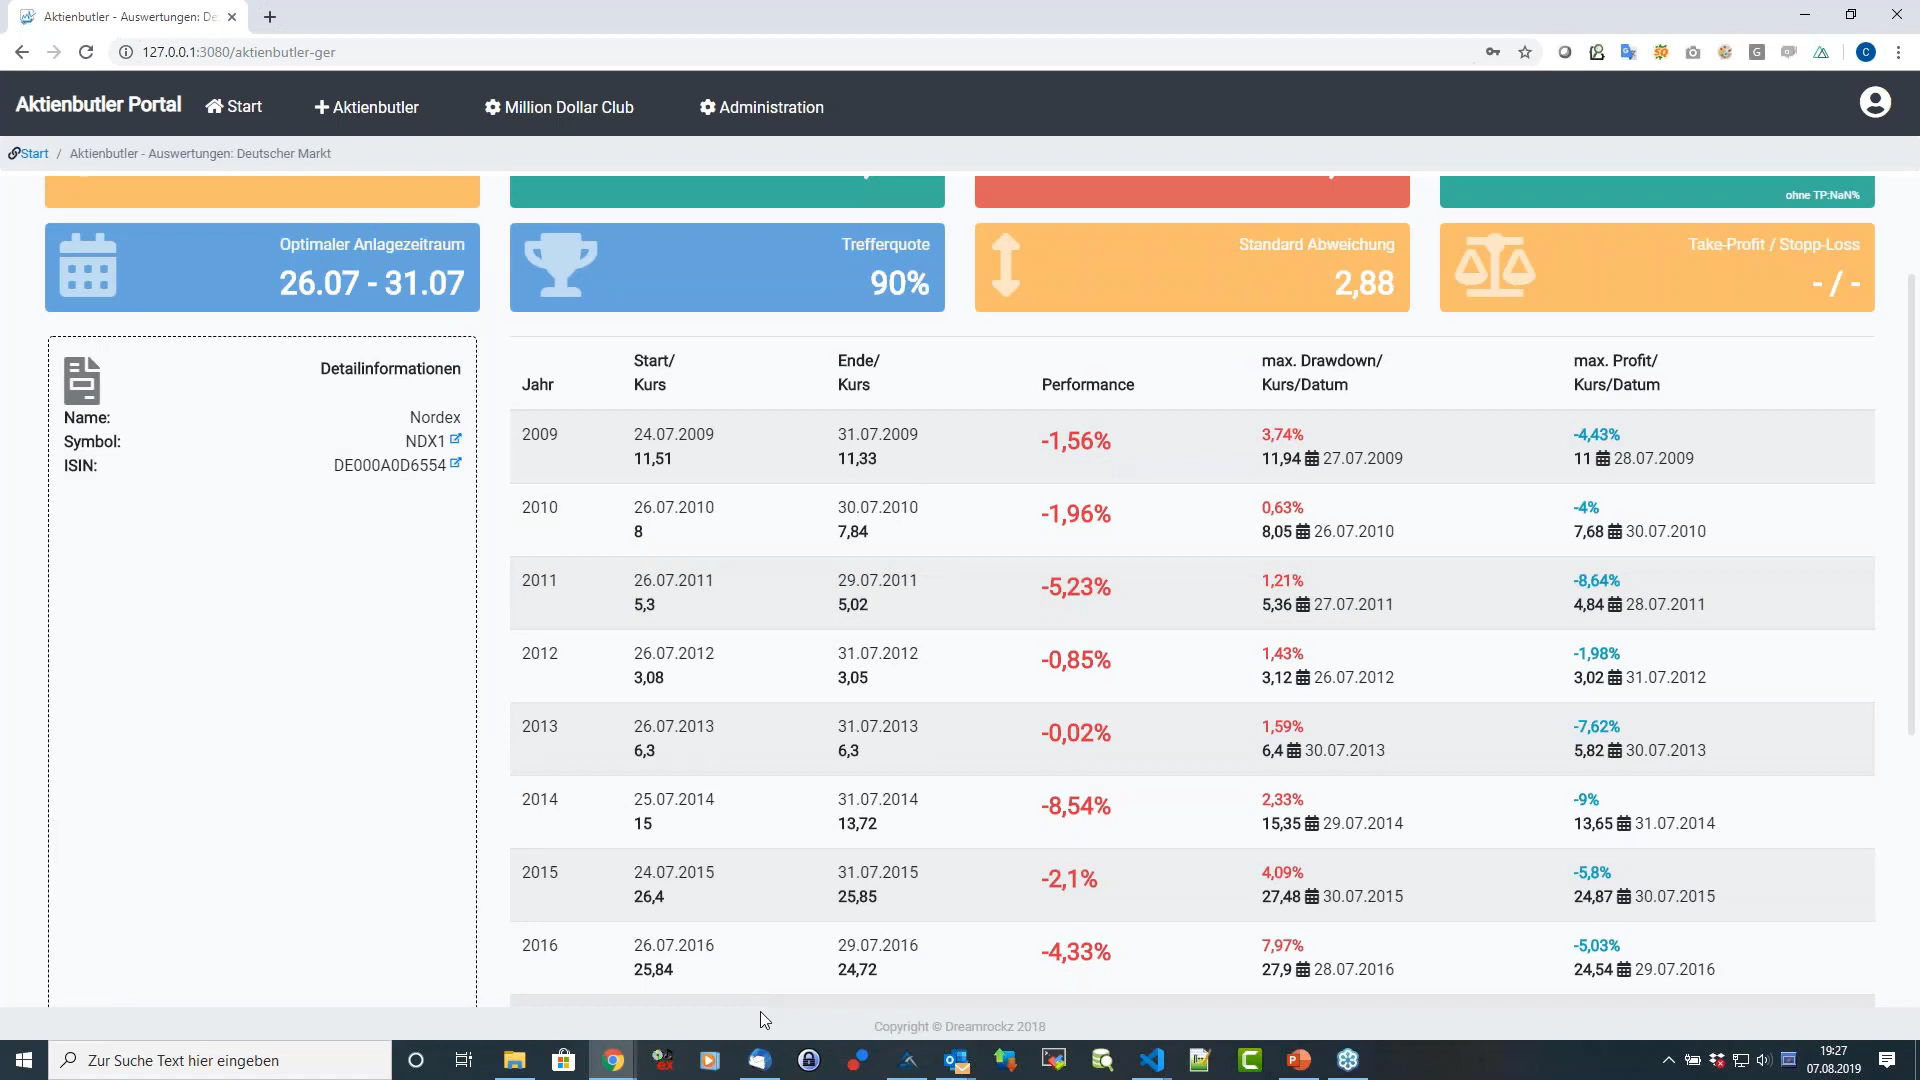 Aktienbutler - Auswertungen: De
127.0.0.1:3080/aktienbutler-ger
Aktienbutler Portal
Start
Aktienbutler
Million Dollar Club
Administration
Start / Aktienbutler - Auswertungen: Deutscher Markt
ohne TP:NaN%
Optimaler Anlagezeitraum
26.07 - 31.07
Trefferquote
90%
Standard Abweichung
2,88
Take-Profit / Stopp-Loss
- / -
Detailinformationen
Name: Nordex
Symbol: NDX1
ISIN: DE000A0D6554
Start/ Ende/ max. Drawdown/ max. Profit/
Jahr Kurs Kurs Performance Kurs/Datum Kurs/Datum
2009 24.07.2009 31.07.2009 -1,56% 3,74% -4,43%
11,51 11,33 11,94 27.07.2009 11 28.07.2009
2010 26.07.2010 30.07.2010 -1,96% 0,63% -4%
8 7,84 8,05 26.07.2010 7,68 30.07.2010
2011 26.07.2011 29.07.2011 -5,23% 1,21% -8,64%
5,3 5,02 5,36 27.07.2011 4,84 28.07.2011
2012 26.07.2012 31.07.2012 -0,85% 1,43% -1,98%
3,08 3,05 3,12 26.07.2012 3,02 31.07.2012
2013 26.07.2013 31.07.2013 -0,02% 1,59% -7,62%
6,3 6,3 6,4 30.07.2013 5,82 30.07.2013
2014 25.07.2014 31.07.2014 -8,54% 2,33% -9%
15 13,72 15,35 29.07.2014 13,65 31.07.2014
2015 24.07.2015 31.07.2015 -2,1% 4,09% -5,8%
26,4 25,85 27,48 30.07.2015 24,87 30.07.2015
2016 26.07.2016 29.07.2016 -4,33% 7,97% -5,03%
25,84 24,72 27,9 28.07.2016 24,54 29.07.2016
Copyright © Dreamrockz 2018
Zur Suche Text hier eingeben
19:27
07.08.2019